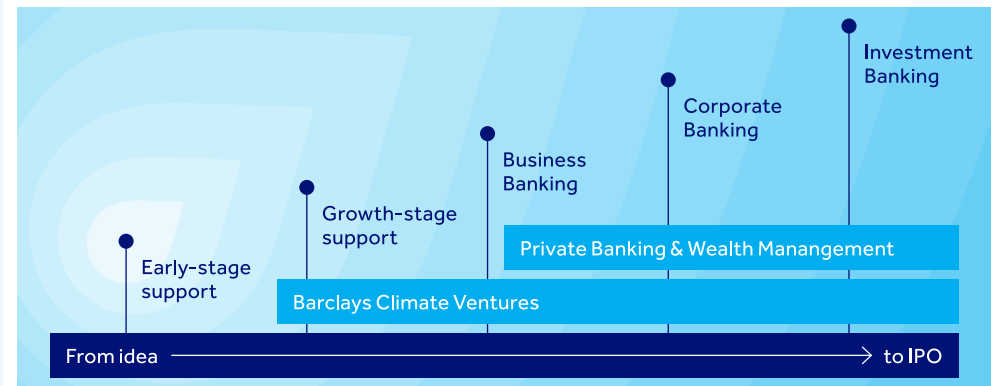 Investment
Banking
Corporate
Banking
Business
Banking
Growth-stage
support
Early-stage
support
Private Banking & Wealth Manangement
Barclays Climate Ventures
From idea
to IPO